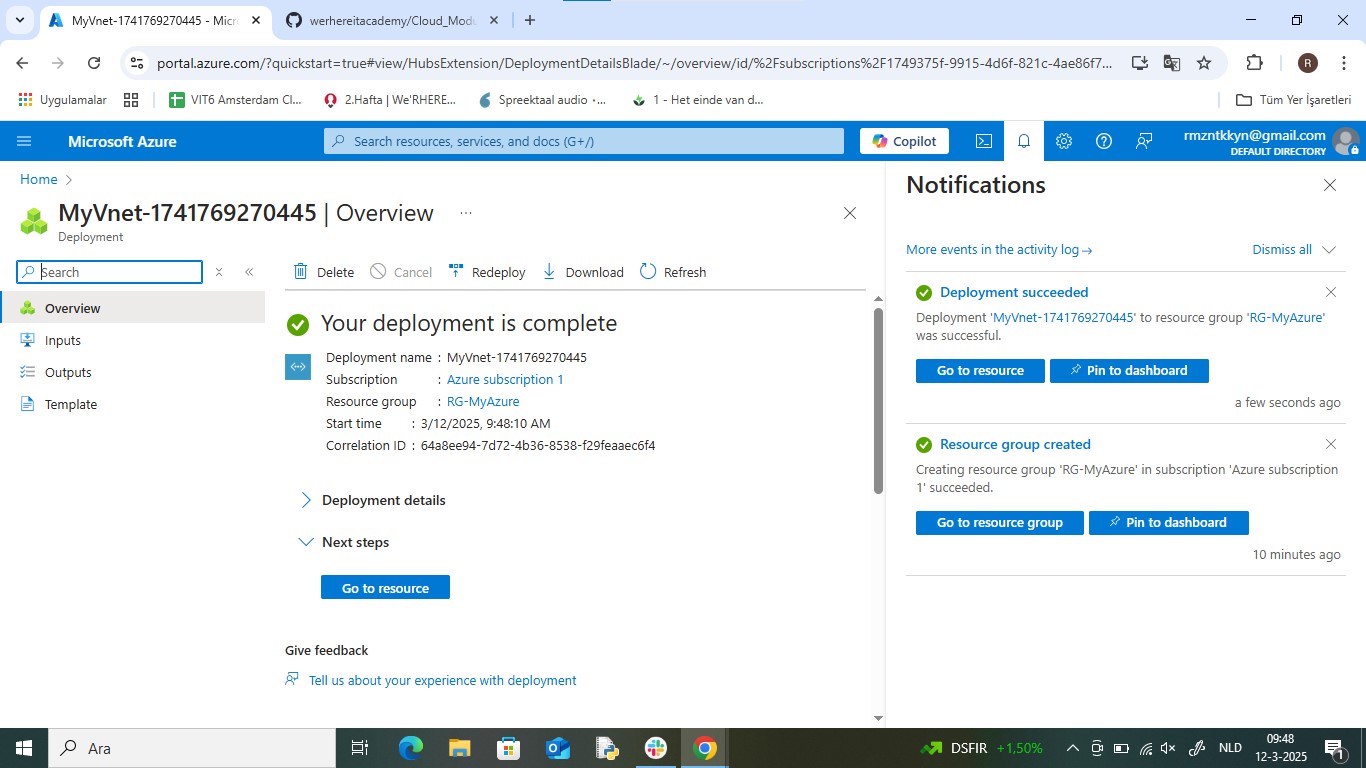 MyVnet-1741769270445 - Micr
werhereitacademy/Cloud_Modu
portal.azure.com/?quickstart=true#view/HubsExtension/DeploymentDetailsBlade/~/overview/id/%2Fsubscriptions%2F1749375f-9915-4d6f-821c-4ae86f7...
R
Uygulamalar
VIT6 Amsterdam Cl...
2.Hafta | We'RHERE...
Spreektaal audio •...
1 - Het einde van d...
Tüm Yer İşaretleri
Microsoft Azure
Search resources, services, and docs (G+/)
Copilot
rmzntkkyn@gmail.com
DEFAULT DIRECTORY
Home
MyVnet-1741769270445 | Overview ...
Deployment
Search
Overview
Inputs
Outputs
Template
Delete
Cancel
Redeploy
Download
Refresh
Your deployment is complete
Deployment name : MyVnet-1741769270445
Subscription : Azure subscription 1
Resource group : RG-MyAzure
Start time : 3/12/2025, 9:48:10 AM
Correlation ID : 64a8ee94-7d72-4b36-8538-f29feaaec6f4
Deployment details
Next steps
Go to resource
Give feedback
Tell us about your experience with deployment
Notifications
More events in the activity log →
Dismiss all
Deployment succeeded
Deployment 'MyVnet-1741769270445' to resource group 'RG-MyAzure'
was successful.
Go to resource
Pin to dashboard
a few seconds ago
Resource group created
Creating resource group 'RG-MyAzure' in subscription 'Azure subscription
1' succeeded.
Go to resource group
Pin to dashboard
10 minutes ago
Ara
DSFIR +1,50%
NLD
09:48
12-3-2025
1